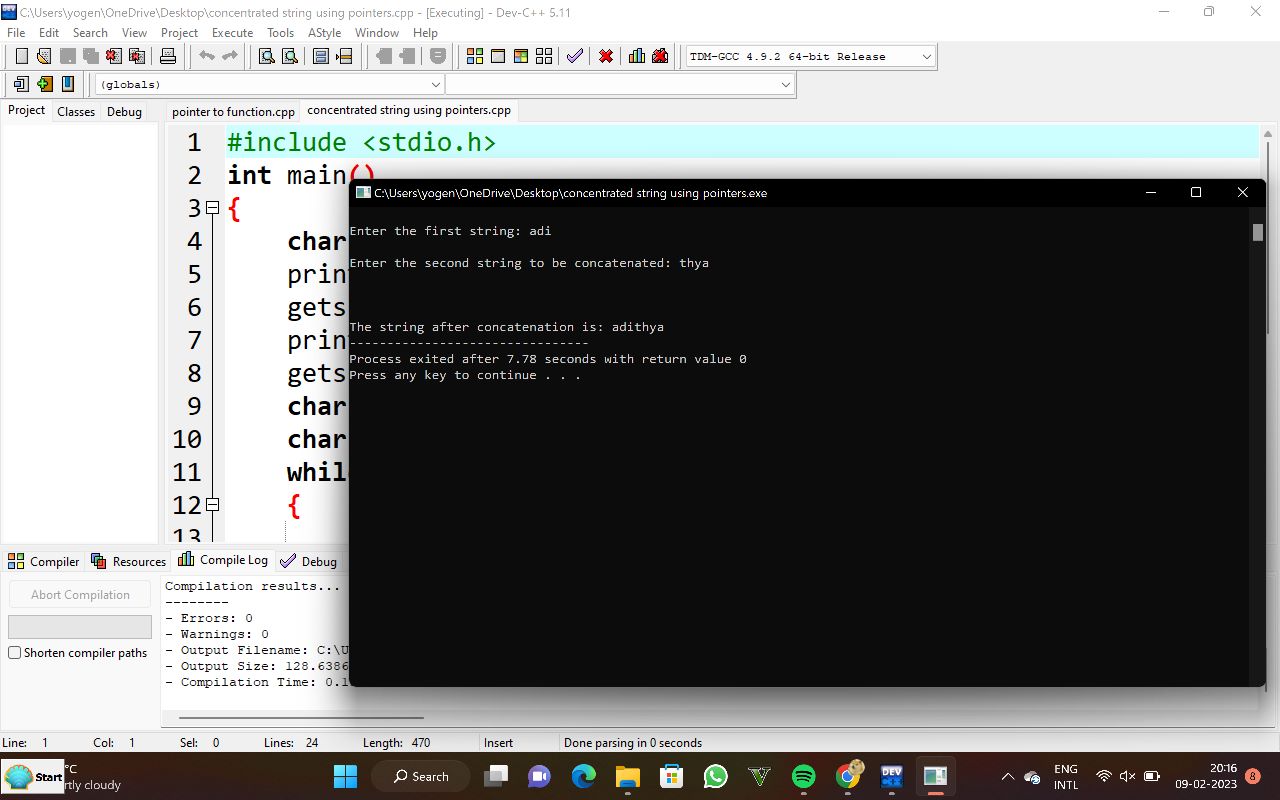 C:\Users\yogen\OneDrive\Desktop\concentrated string using pointers.cpp - [Executing] - Dev-C++ 5.11
File Edit Search View Project Execute Tools AStyle Window Help
TDM-GCC 4.9.2 64-bit Release
(globals)
Project Classes Debug
pointer to function.cpp concentrated string using pointers.cpp
1 #include <stdio.h>
2 int main()
3 {
4 char
5
6 gets
7
8 gets
9 char
10 char
11
12 {
13
C:\Users\yogen\OneDrive\Desktop\concentrated string using pointers.exe
Enter the first string: adi
Enter the second string to be concatenated: thya
The string after concatenation is: adithya
--------------------------------
Process exited after 7.78 seconds with return value 0
Press any key to continue . . .
Compiler Resources Compile Log Debug
Abort Compilation
Shorten compiler paths
Compilation results...
--------
- Errors: 0
- Warnings: 0
- Output Filename: C:\U
- Output Size: 128.6386
- Compilation Time: 0.1
Line: 1 Col: 1 Sel: 0 Lines: 24 Length: 470 Insert Done parsing in 0 seconds
Start
°C
rtly cloudy
Search
DEV
ENG
INTL
20:16
09-02-2023
8